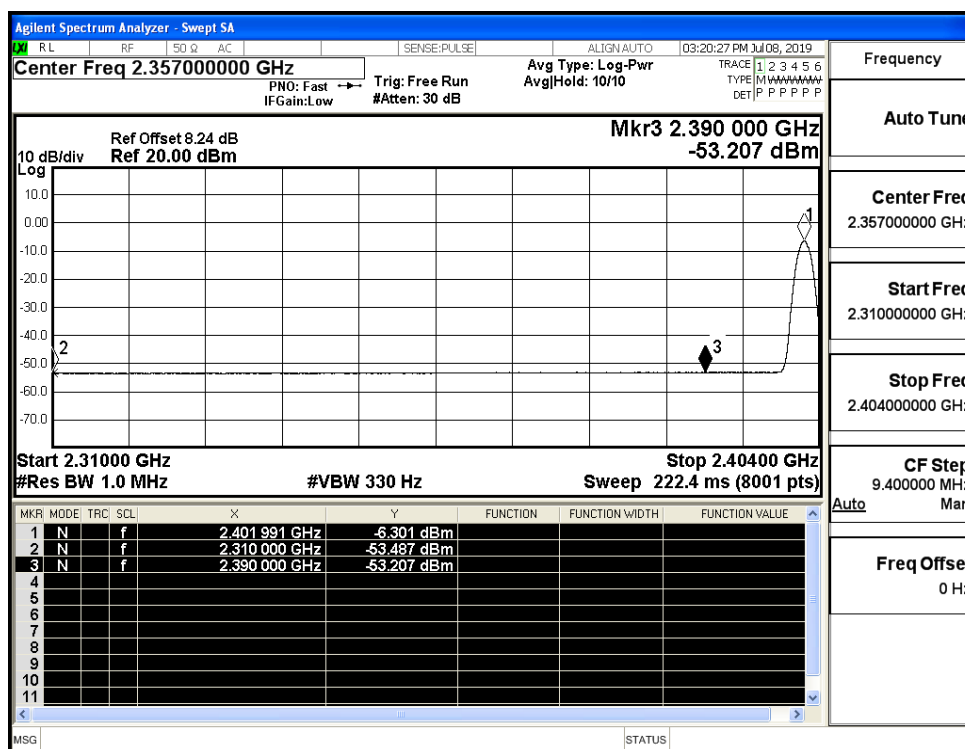 Agilent Spectrum Analyzer - Swept SA
LXI RL RF 50 Ω AC SENSE:PULSE ALIGN AUTO 03:20:27 PM Jul 08, 2019
Center Freq 2.357000000 GHz
PNO: Fast
IFGain:Low
Trig: Free Run
#Atten: 30 dB
Avg Type: Log-Pwr
Avg|Hold: 10/10
TRACE 1 2 3 4 5 6
TYPE M WWWWW
DET P P P P P P
Mkr3 2.390 000 GHz
-53.207 dBm
Ref Offset 8.24 dB
10 dB/div Ref 20.00 dBm
Log
10.0
0.00
-10.0
-20.0
-30.0
-40.0
-50.0
-60.0
-70.0
1
2
3
Start 2.31000 GHz Stop 2.40400 GHz
#Res BW 1.0 MHz #VBW 330 Hz Sweep 222.4 ms (8001 pts)
MKR MODE TRC SCL X Y FUNCTION FUNCTION WIDTH FUNCTION VALUE
1 N f 2.401 991 GHz -6.301 dBm
2 N f 2.310 000 GHz -53.487 dBm
3 N f 2.390 000 GHz -53.207 dBm
4
5
6
7
8
9
10
11
MSG STATUS
Frequency
Auto Tune
Center Freq
2.357000000 GHz
Start Freq
2.310000000 GHz
Stop Freq
2.404000000 GHz
CF Step
9.400000 MHz
Auto Man
Freq Offset
0 Hz